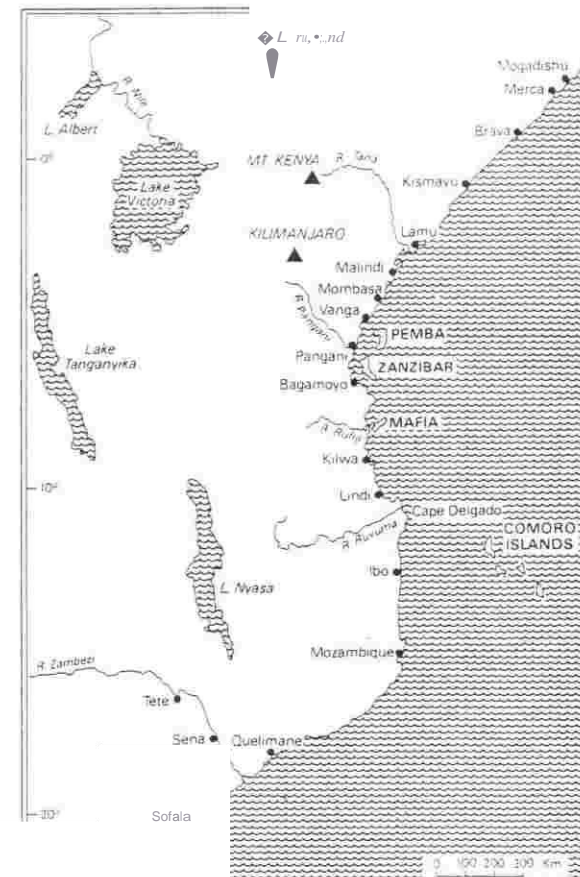 Mogadishu
Merca
R. Nile
L. Albert
Brava
0°
MT. KENYA
R. Tana
Kismayu
Lake
Victoria
Lamu
KILIMANJARO
Malindi
Mombasa
Vanga
R. Pangani
PEMBA
Lake
Tanganyika
Pangani
ZANZIBAR
Bagamoyo
MAFIA
R. Rufiji
Kilwa
10°
Lindi
Cape Delgado
COMORO
ISLANDS
R. Ruvuma
Ibo
L. Nyasa
Mozambique
R. Zambezi
Tete
Sena
Quelimane
20°
Sofala
0 100 200 300 Km